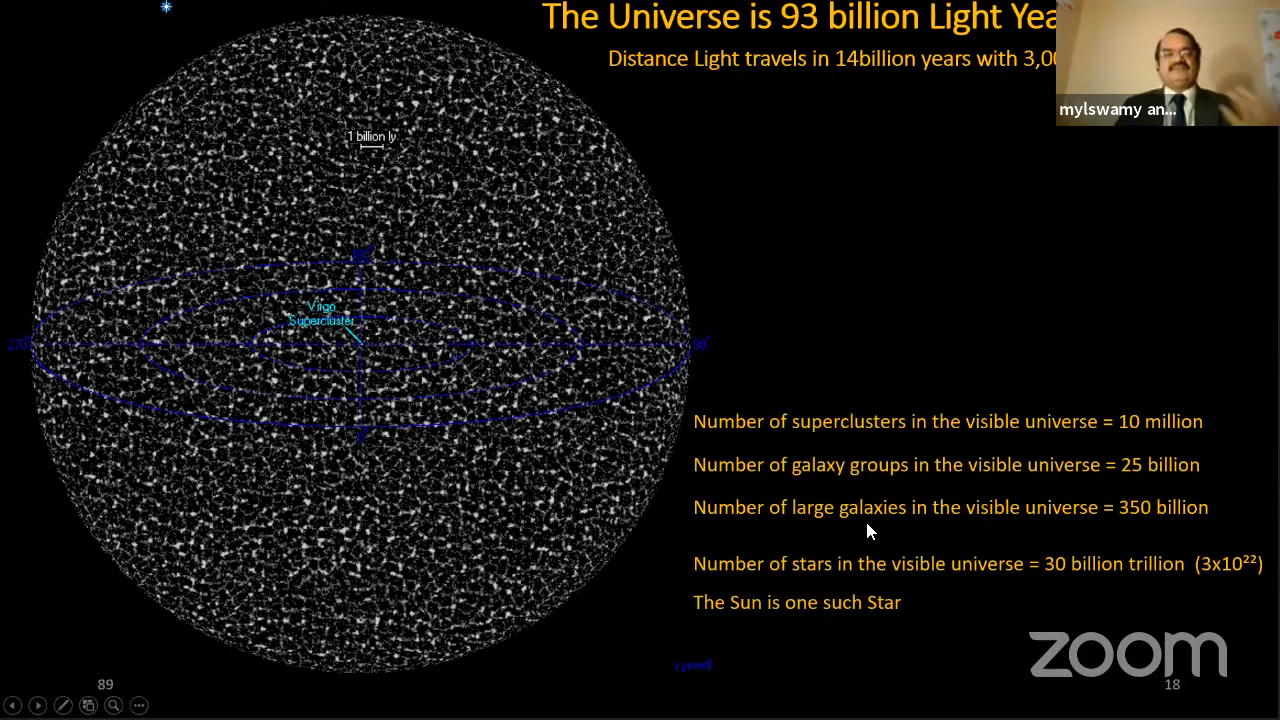 The Universe is 93 billion Light Yea
Distance Light travels in 14billion years with 3,00
mylswamy an...
1 billion ly
Virgo
Supercluster
270°
90°
0°
Number of superclusters in the visible universe = 10 million
Number of galaxy groups in the visible universe = 25 billion
Number of large galaxies in the visible universe = 350 billion
Number of stars in the visible universe = 30 billion trillion (3x10²²)
The Sun is one such Star
r powell
zoom
89
18